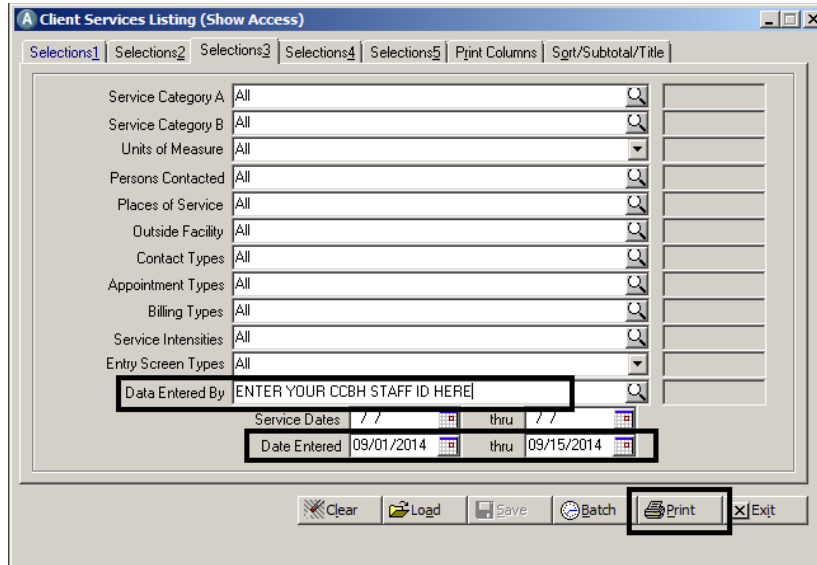 A Client Services Listing (Show Access)
Selections1 Selections2 Selections3 Selections4 Selections5 Print Columns Sort/Subtotal/Title
Service Category A All
Service Category B All
Units of Measure All
Persons Contacted All
Places of Service All
Outside Facility All
Contact Types All
Appointment Types All
Billing Types All
Service Intensities All
Entry Screen Types All
Data Entered By ENTER YOUR CCBH STAFF ID HERE
Service Dates / / thru / /
Date Entered 09/01/2014 thru 09/15/2014
Clear Load Save Batch Print Exit